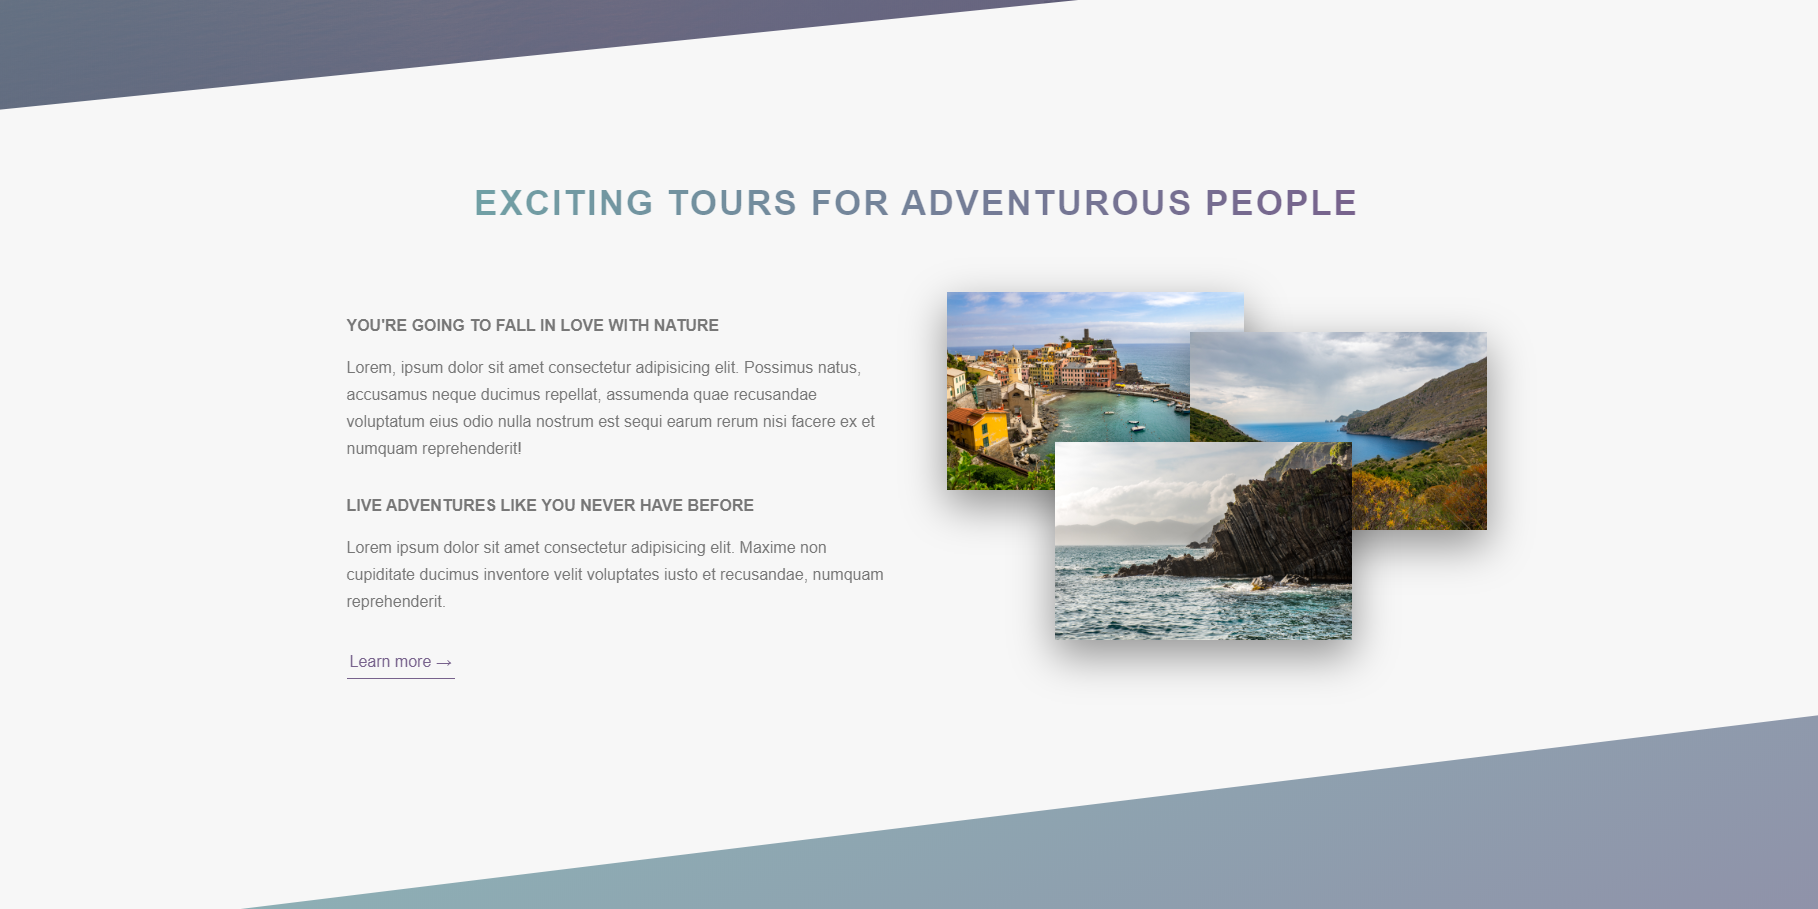 EXCITING TOURS FOR ADVENTUROUS PEOPLE
YOU'RE GOING TO FALL IN LOVE WITH NATURE
Lorem, ipsum dolor sit amet consectetur adipisicing elit. Possimus natus,
accusamus neque ducimus repellat, assumenda quae recusandae
voluptatum eius odio nulla nostrum est sequi earum rerum nisi facere ex et
numquam reprehenderit!
LIVE ADVENTURES LIKE YOU NEVER HAVE BEFORE
Lorem ipsum dolor sit amet consectetur adipisicing elit. Maxime non
cupiditate ducimus inventore velit voluptates iusto et recusandae, numquam
reprehenderit.
Learn more →